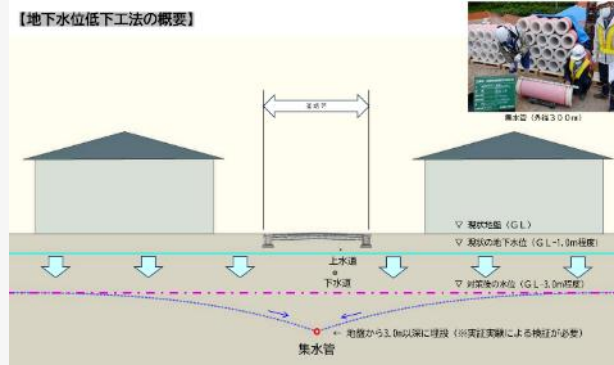 【地下水位低下工法の概要】
集水管(外径300㎜)
▽ 現状地盤(GL)
▽ 現状の地下水位(GL-1.0m程度)
上水道
下水道
▽ 対策後の水位(GL-3.0m程度)
← 地盤から3.0m以深に埋設(※実証実験による検証が必要)
集水管